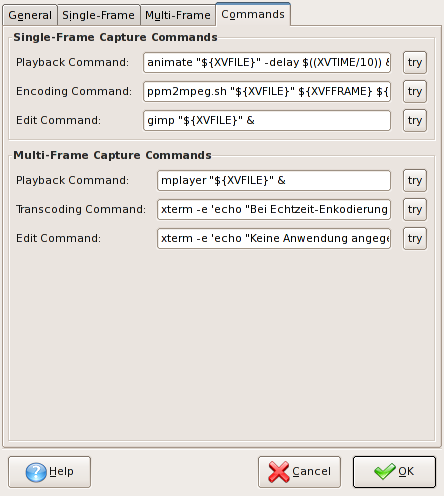 General Single-Frame Multi-Frame Commands
Single-Frame Capture Commands
Playback Command: animate "${XVFILE}" -delay $((XVTIME/10)) & try
Encoding Command: ppm2mpeg.sh "${XVFILE}" ${XVFFRAME} ${ try
Edit Command: gimp "${XVFILE}" & try
Multi-Frame Capture Commands
Playback Command: mplayer "${XVFILE}" & try
Transcoding Command: xterm -e 'echo "Bei Echtzeit-Enkodierung try
Edit Command: xterm -e 'echo "Keine Anwendung angege try
Help Cancel OK